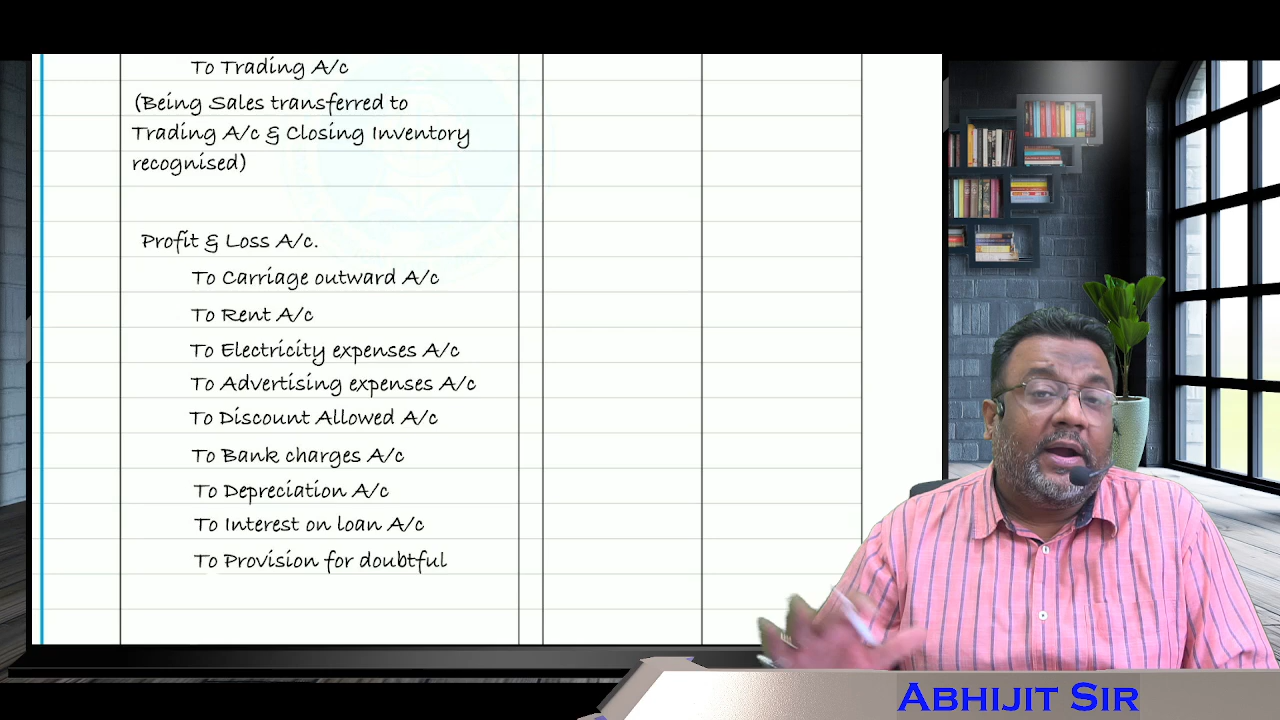 To Trading A/c
(Being Sales transferred to
Trading A/c & Closing Inventory
recognised)
Profit & Loss A/c.
To Carriage outward A/c
To Rent A/c
To Electricity expenses A/c
To Advertising expenses A/c
To Discount Allowed A/c
To Bank charges A/c
To Depreciation A/c
To Interest on loan A/c
To Provision for doubtful
Abhijit Sir